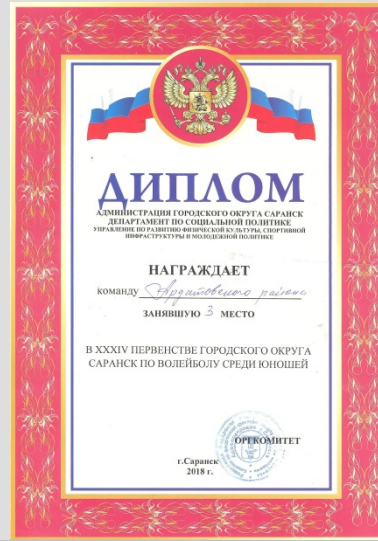 ДИПЛОМ
АДМИНИСТРАЦИЯ ГОРОДСКОГО ОКРУГА САРАНСК
ДЕПАРТАМЕНТ ПО СОЦИАЛЬНОЙ ПОЛИТИКЕ
УПРАВЛЕНИЕ ПО РАЗВИТИЮ ФИЗИЧЕСКОЙ КУЛЬТУРЫ, СПОРТИВНОЙ
ИНФРАСТРУКТУРЫ И МОЛОДЕЖНОЙ ПОЛИТИКЕ
НАГРАЖДАЕТ
команду Ардатовского района
ЗАНЯВШУЮ 3 МЕСТО
В XXXIV ПЕРВЕНСТВЕ ГОРОДСКОГО ОКРУГА
САРАНСК ПО ВОЛЕЙБОЛУ СРЕДИ ЮНОШЕЙ
ОРГКОМИТЕТ
г.Саранск
2018 г.